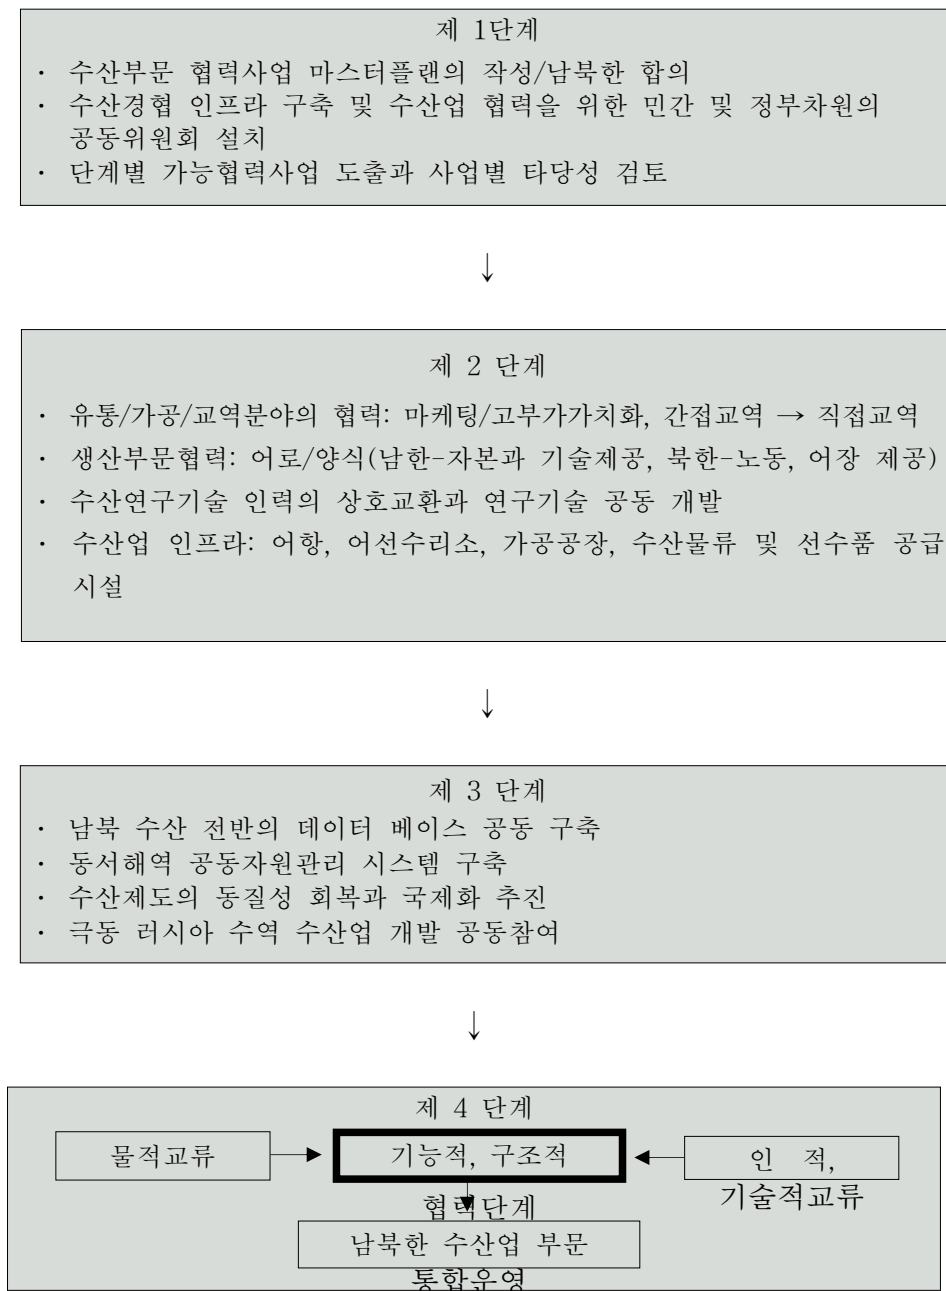 제 1단계
· 수산부문 협력사업 마스터플랜의 작성/남북한 합의
· 수산경협 인프라 구축 및 수산업 협력을 위한 민간 및 정부차원의
공동위원회 설치
· 단계별 가능협력사업 도출과 사업별 타당성 검토
↓
제 2 단계
· 유통/가공/교역분야의 협력: 마케팅/고부가가치화, 간접교역 → 직접교역
· 생산부문협력: 어로/양식(남한-자본과 기술제공, 북한-노동, 어장 제공)
· 수산연구기술 인력의 상호교환과 연구기술 공동 개발
· 수산업 인프라: 어항, 어선수리소, 가공공장, 수산물류 및 선수품 공급
시설
↓
제 3 단계
· 남북 수산 전반의 데이터 베이스 공동 구축
· 동서해역 공동자원관리 시스템 구축
· 수산제도의 동질성 회복과 국제화 추진
· 극동 러시아 수역 수산업 개발 공동참여
↓
제 4 단계
물적교류
기능적, 구조적
협력단계
인 적,
기술적교류
남북한 수산업 부문
통합운영